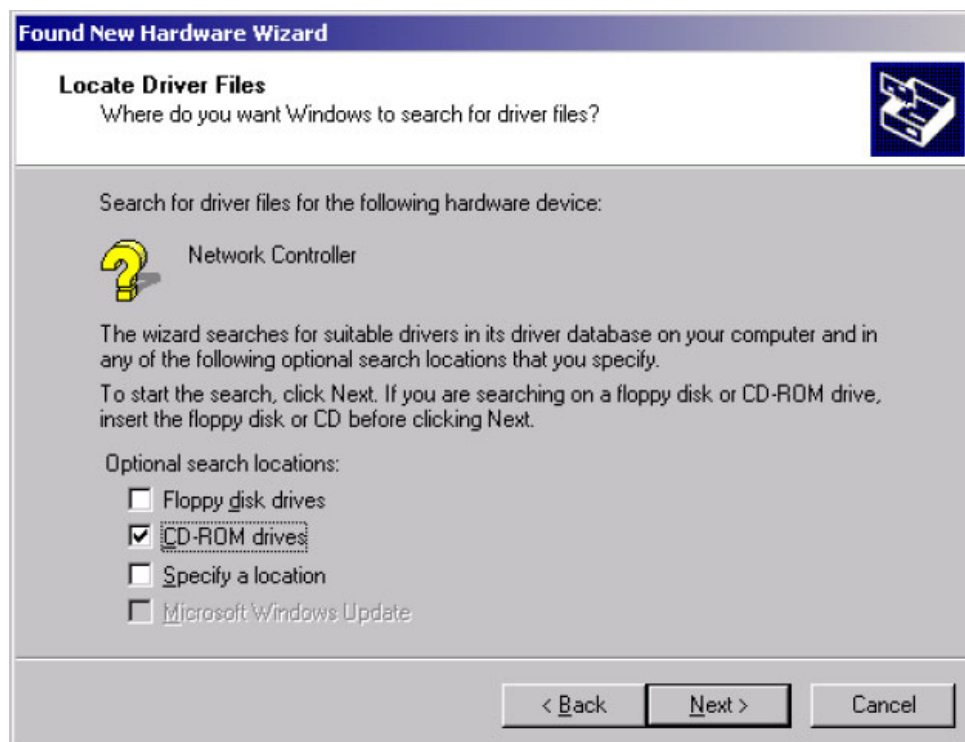 Found New Hardware Wizard
Locate Driver Files
Where do you want Windows to search for driver files?
Search for driver files for the following hardware device:
Network Controller
The wizard searches for suitable drivers in its driver database on your computer and in
any of the following optional search locations that you specify.
To start the search, click Next. If you are searching on a floppy disk or CD-ROM drive,
insert the floppy disk or CD before clicking Next.
Optional search locations:
Floppy disk drives
CD-ROM drives
Specify a location
Microsoft Windows Update
< Back Next > Cancel